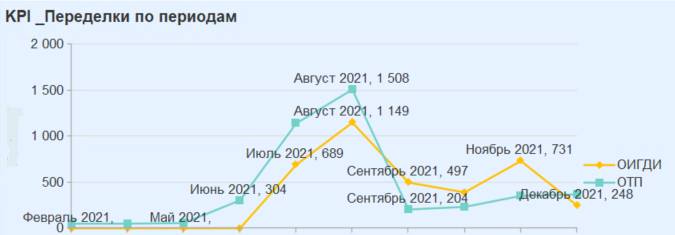 KPI _Переделки по периодам
2 000
Август 2021, 1 508
1 500
Август 2021, 1 149
1 000
Июль 2021, 689
Ноябрь 2021, 731
Сентябрь 2021, 497
ОИГДИ
500
Июнь 2021, 304
ОТП
Сентябрь 2021, 204
Декабрь 2021, 248
Февраль 2021,
Май 2021,
0